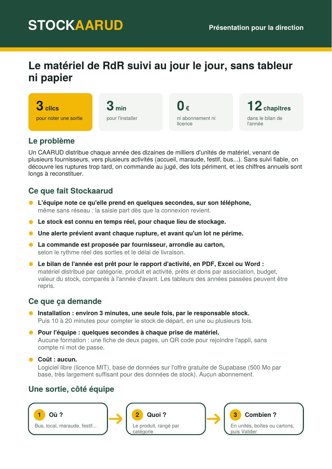 STOCKAARUD
Présentation pour la direction
Le matériel de RdR suivi au jour le jour, sans tableur
ni papier
3 clics
pour noter une sortie
3 min
pour l'installer
0 €
ni abonnement ni
licence
12 chapitres
dans le bilan de
l'année
Le problème
Un CAARUD distribue chaque année des dizaines de milliers d'unités de matériel, venant de
plusieurs fournisseurs, vers plusieurs activités (accueil, maraude, festif, bus...). Sans suivi fiable,
on découvre les ruptures trop tard, on commande au jugé, des lots périment, et les chiffres annuels sont
longs à reconstituer.
Ce que fait Stockaarud
L'équipe note ce qu'elle prend en quelques secondes, sur son téléphone,
même sans réseau : la saisie part dès que la connexion revient.
Le stock est connu en temps réel, pour chaque lieu de stockage.
Une alerte prévient avant chaque rupture, et avant qu'un lot ne périme.
La commande est proposée par fournisseur, arrondie au carton,
selon le rythme réel des sorties et le délai de livraison.
Le bilan de l'année est prêt pour le rapport d'activité, en PDF, Excel ou Word :
matériel distribué par catégorie, produit et activité, prêts et dons par association, budget,
valeur du stock, comparés à l'année d'avant. Les tableurs des années passées peuvent être
repris.
Ce que ça demande
Installation : environ 3 minutes, une seule fois, par le responsable stock.
Puis 10 à 20 minutes pour compter le stock de départ, en une ou plusieurs fois.
Pour l'équipe : quelques secondes à chaque prise de matériel.
Aucune formation : une fiche de deux pages, un QR code pour rejoindre l'appli, sans
compte ni mot de passe.
Coût : aucun.
Logiciel libre (licence MIT), base de données sur l'offre gratuite de Supabase (500 Mo par
base, très largement suffisant pour des données de stock). Aucun abonnement.
Une sortie, côté équipe
1 Où ?
Bus, local, maraude, festif...
2 Quoi ?
Le produit, rangé par
catégorie
3 Combien ?
En unités, boîtes ou cartons,
puis Valider